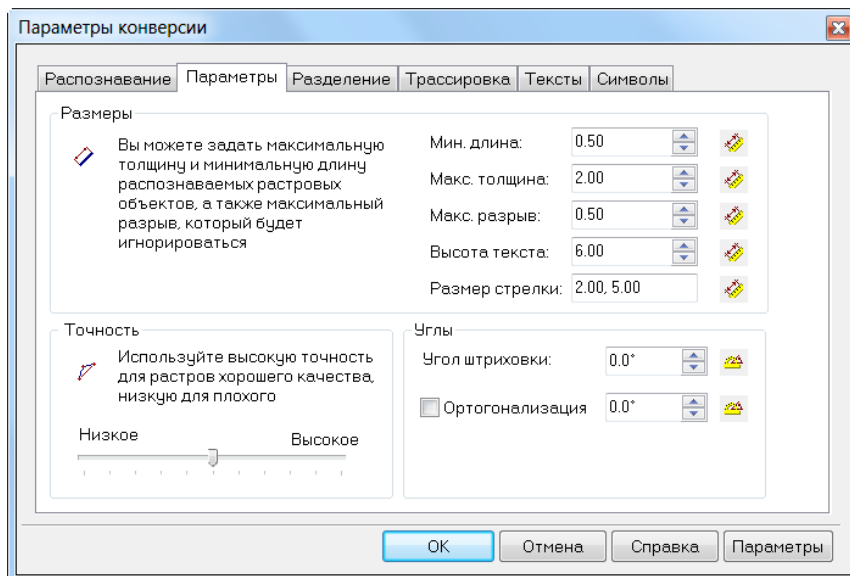 Параметры конверсии
Распознавание Параметры Разделение Трассировка Тексты Символы
Размеры
Вы можете задать максимальную
толщину и минимальную длину
распознаваемых растровых
объектов, а также максимальный
разрыв, который будет
игнорироваться
Мин. длина: 0.50
Макс. толщина: 2.00
Макс. разрыв: 0.50
Высота текста: 6.00
Размер стрелки: 2.00, 5.00
Точность
Используйте высокую точность
для растров хорошего качества,
низкую для плохого
Низкое Высокое
Углы
Угол штриховки: 0.0°
Ортогонализация 0.0°
OK Отмена Справка Параметры